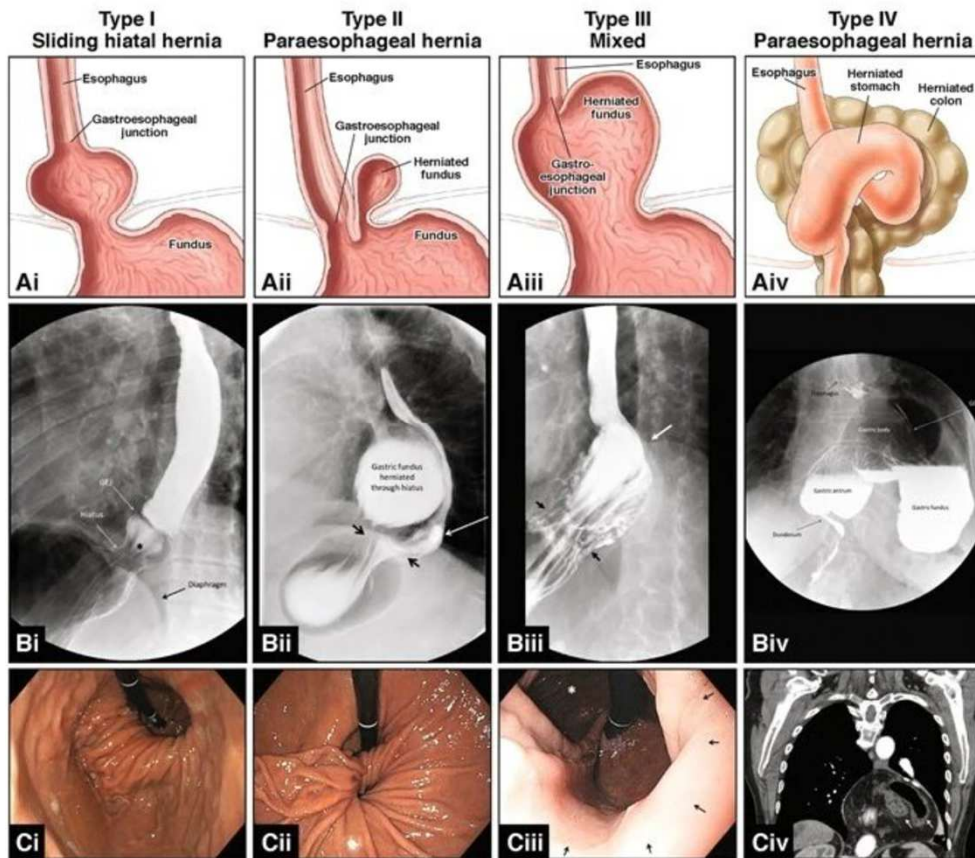 Type I
Sliding hiatal hernia
Type II
Paraesophageal hernia
Type III
Mixed
Type IV
Paraesophageal hernia
Esophagus
Gastroesophageal
junction
Fundus
Ai
Esophagus
Gastroesophageal
junction
Herniated
fundus
Fundus
Aii
Esophagus
Herniated
fundus
Gastro-
esophageal
junction
Aiii
Esophagus
Herniated
stomach
Herniated
colon
Aiv
GEJ
hiatus
Diaphragm
Bi
Gastric fundus
herniated
through hiatus
Bii
Biii
Gastric body
Gastric antrum
Gastric fundus
Duodenum
Biv
Ci
Cii
*
Ciii
Civ